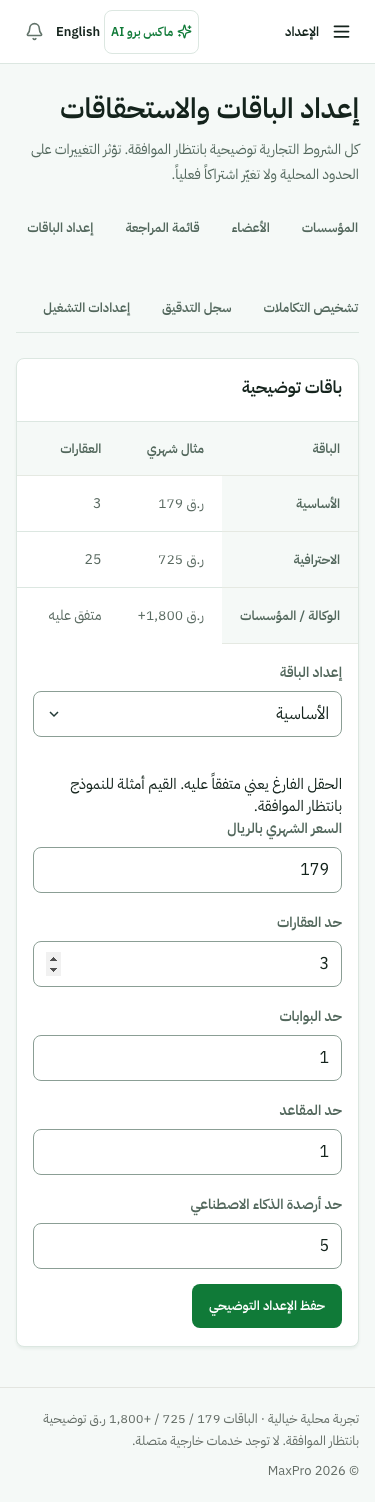 الإعداد
ماكس برو AI
English
إعداد الباقات والاستحقاقات
كل الشروط التجارية توضيحية بانتظار الموافقة. تؤثر التغييرات على
الحدود المحلية ولا تغيّر اشتراكاً فعلياً.
المؤسسات
الأعضاء
قائمة المراجعة
إعداد الباقات
تشخيص التكاملات
سجل التدقيق
إعدادات التشغيل
باقات توضيحية
الباقة مثال شهري العقارات
الأساسية 179 ر.ق 3
الاحترافية 725 ر.ق 25
الوكالة / المؤسسات 1,800+ ر.ق متفق عليه
إعداد الباقة
الأساسية
الحقل الفارغ يعني متفقاً عليه. القيم أمثلة للنموذج
بانتظار الموافقة.
السعر الشهري بالريال
179
حد العقارات
3
حد البوابات
1
حد المقاعد
1
حد أرصدة الذكاء الاصطناعي
5
حفظ الإعداد التوضيحي
تجربة محلية خيالية · الباقات 179 / 725 / +1,800 ر.ق توضيحية
بانتظار الموافقة. لا توجد خدمات خارجية متصلة.
© 2026 MaxPro